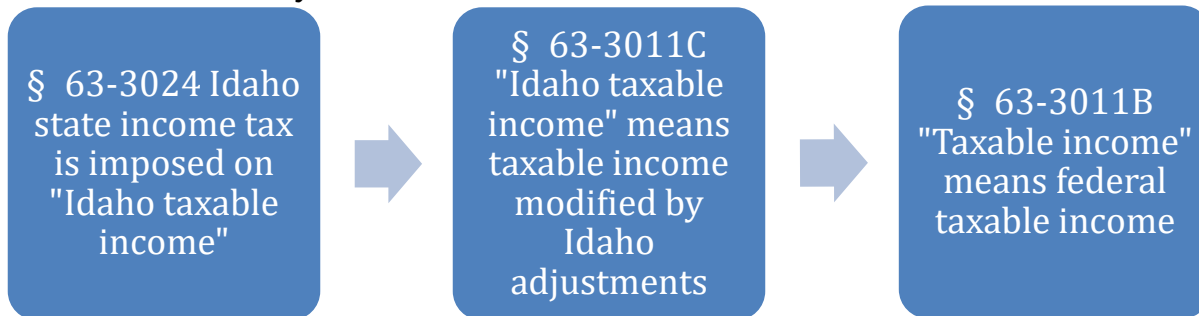 § 63-3024 Idaho
state income tax
is imposed on
"Idaho taxable
income"
§ 63-3011C
"Idaho taxable
income" means
taxable income
modified by
Idaho
adjustments
§ 63-3011B
"Taxable income"
means federal
taxable income